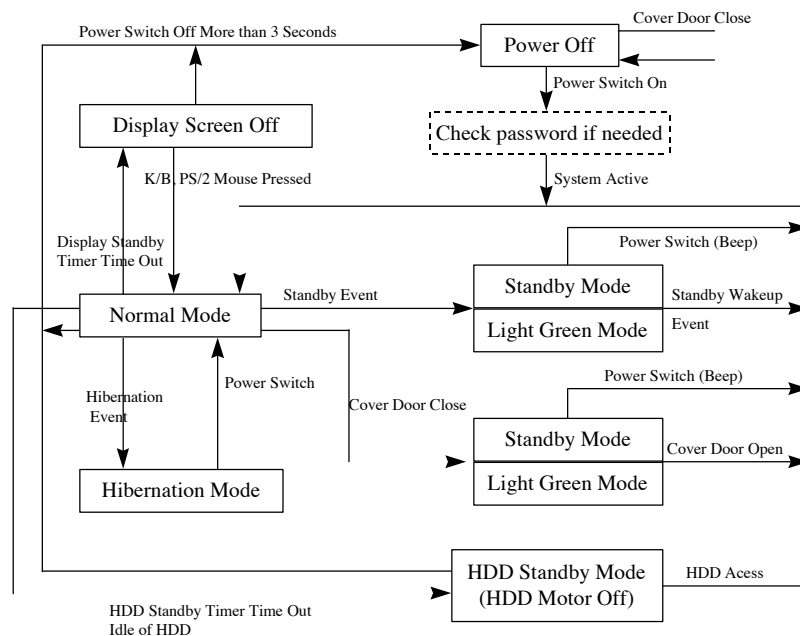 Power Switch Off More than 3 Seconds
Cover Door Close
Power Off
Power Switch On
Display Screen Off
Check password if needed
K/B, PS/2 Mouse Pressed
System Active
Display Standby
Timer Time Out
Power Switch (Beep)
Standby Mode
Standby Event
Standby Wakeup
Normal Mode
Light Green Mode
Event
Power Switch (Beep)
Hibernation
Event
Power Switch
Cover Door Close
Standby Mode
Cover Door Open
Hibernation Mode
Light Green Mode
HDD Standby Mode
(HDD Motor Off)
HDD Acess
HDD Standby Timer Time Out
Idle of HDD